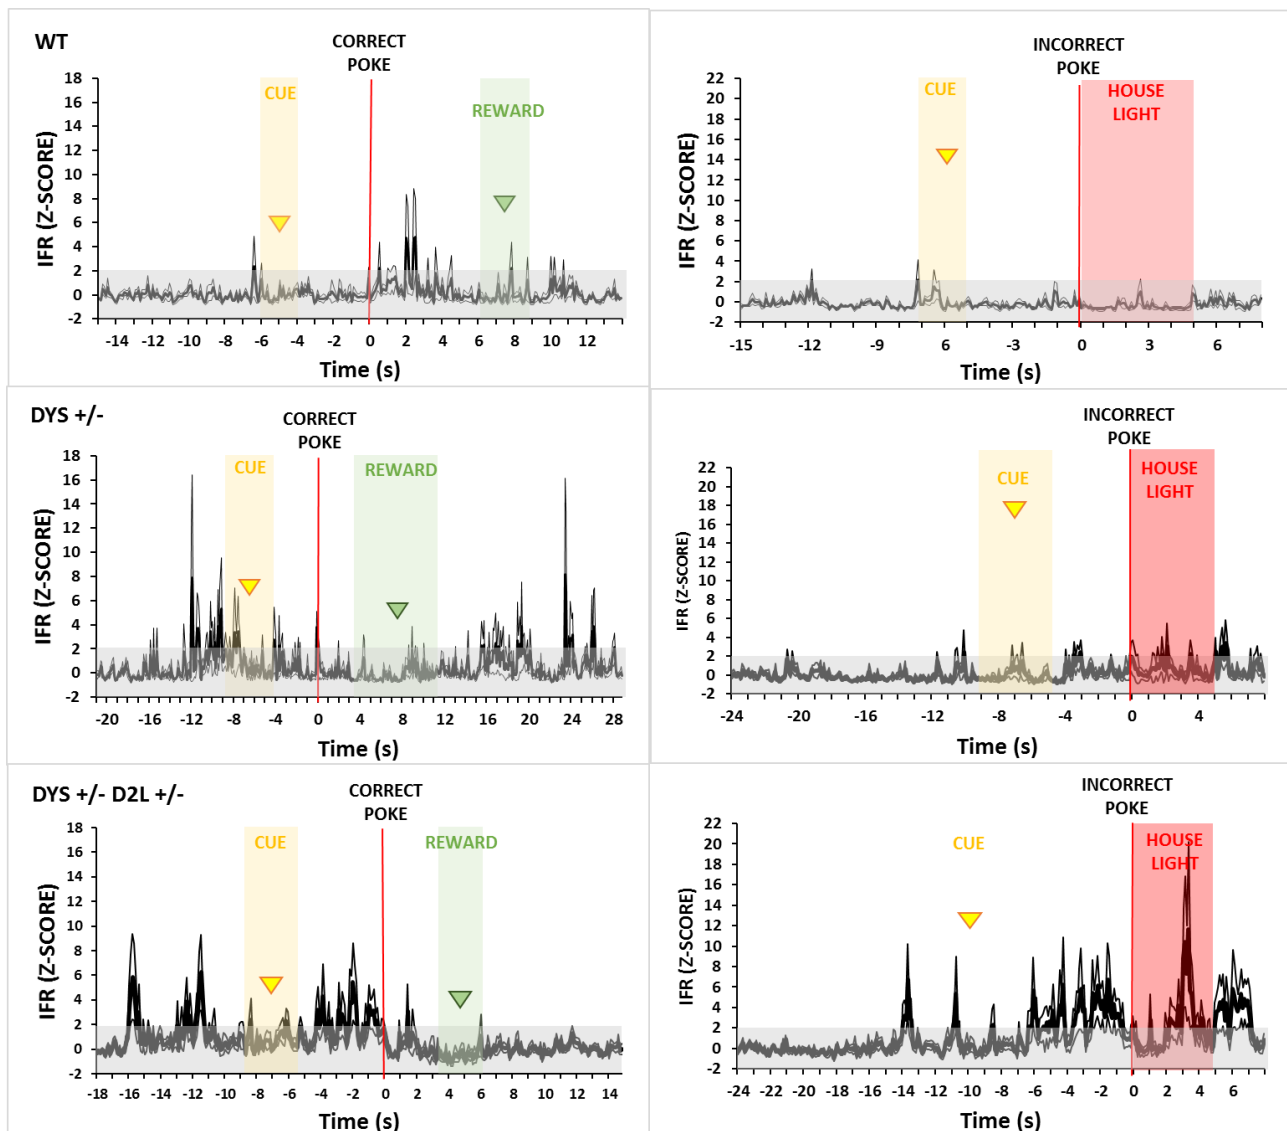 WT
CORRECT
POKE
CUE
REWARD
IFR (Z-SCORE)
18
16
14
12
10
8
6
4
2
0
-2
-14 -12 -10 -8 -6 -4 -2 0 2 4 6 8 10 12
Time (s)
INCORRECT
POKE
CUE
HOUSE
LIGHT
IFR (Z-SCORE)
22
20
18
16
14
12
10
8
6
4
2
0
-2
-15 -12 -9 -6 -3 0 3 6
Time (s)
DYS +/-
CORRECT
POKE
CUE
REWARD
IFR (Z-SCORE)
18
16
14
12
10
8
6
4
2
0
-2
-20 -16 -12 -8 -4 0 4 8 12 16 20 24 28
Time (s)
INCORRECT
POKE
CUE
HOUSE
LIGHT
IFR (Z-SCORE)
22
20
18
16
14
12
10
8
6
4
2
0
-2
-24 -20 -16 -12 -8 -4 0 4
Time (s)
DYS +/- D2L +/-
CORRECT
POKE
CUE
REWARD
IFR (Z-SCORE)
18
16
14
12
10
8
6
4
2
0
-2
-18 -16 -14 -12 -10 -8 -6 -4 -2 0 2 4 6 8 10 12 14
Time (s)
INCORRECT
POKE
CUE
HOUSE
LIGHT
IFR (Z-SCORE)
22
20
18
16
14
12
10
8
6
4
2
0
-2
-24 -22 -20 -18 -16 -14 -12 -10 -8 -6 -4 -2 0 2 4 6
Time (s)